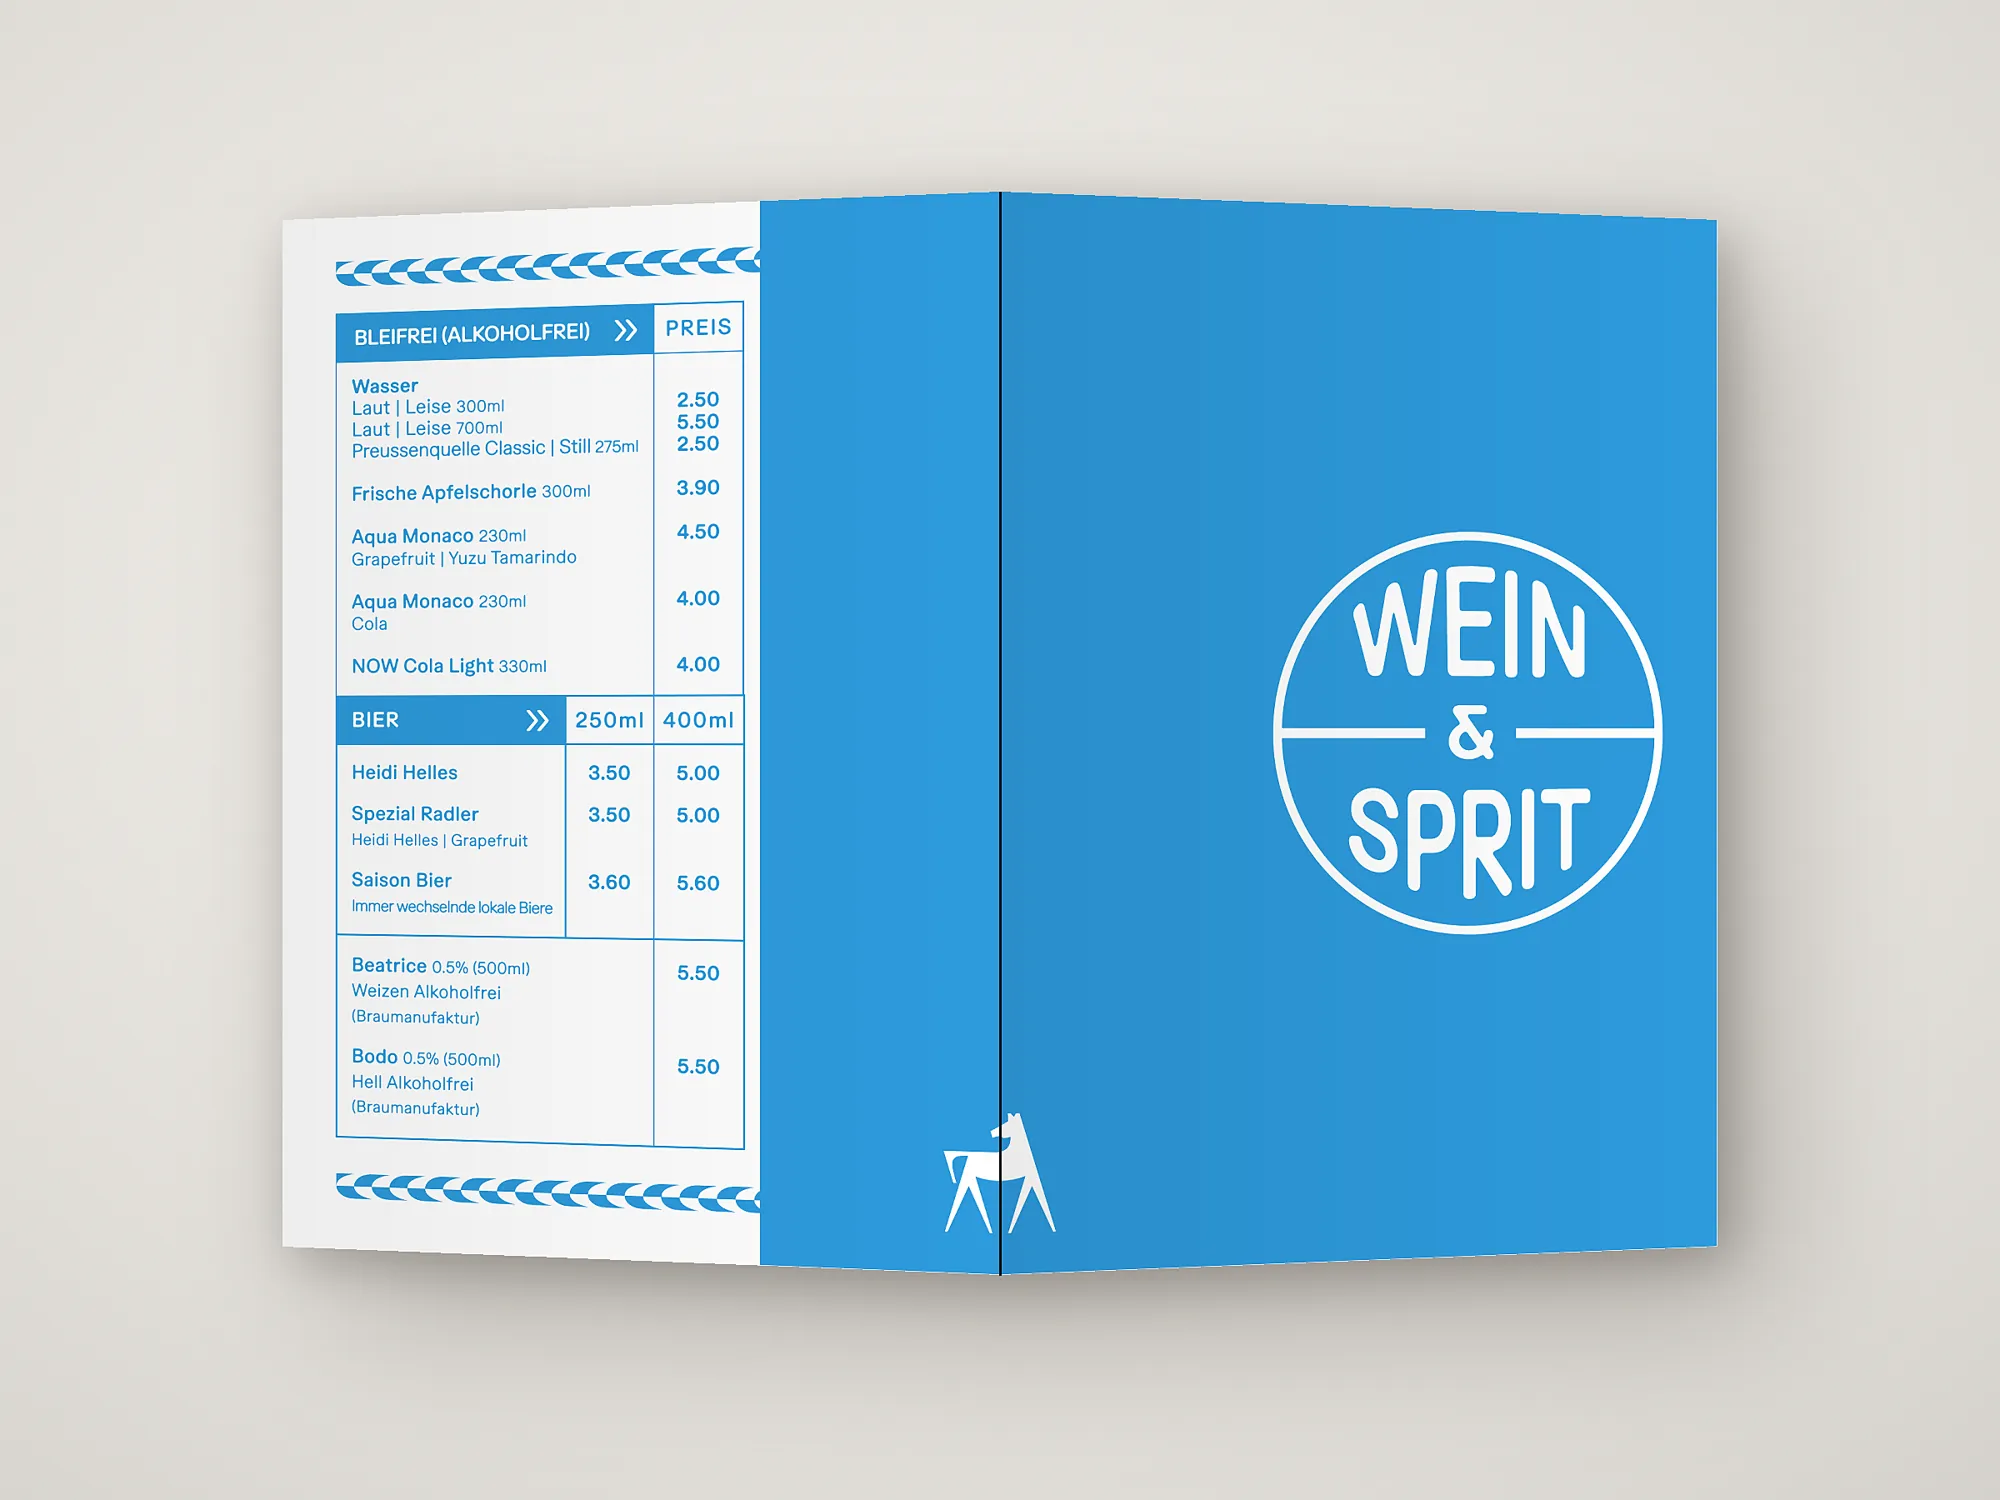 BLEIFREI (ALKOHOLFREI) >> PREIS
Wasser
Laut | Leise 300ml 2.50
Laut | Leise 700ml 5.50
Preussenquelle Classic | Still 275ml 2.50
Frische Apfelschorle 300ml 3.90
Aqua Monaco 230ml 4.50
Grapefruit | Yuzu Tamarindo
Aqua Monaco 230ml 4.00
Cola
NOW Cola Light 330ml 4.00
BIER >> 250ml 400ml
Heidi Helles 3.50 5.00
Spezial Radler 3.50 5.00
Heidi Helles | Grapefruit
Saison Bier 3.60 5.60
Immer wechselnde lokale Biere
Beatrice 0.5% (500ml) 5.50
Weizen Alkoholfrei
(Braumanufaktur)
Bodo 0.5% (500ml) 5.50
Hell Alkoholfrei
(Braumanufaktur)
WEIN
&
SPRIT